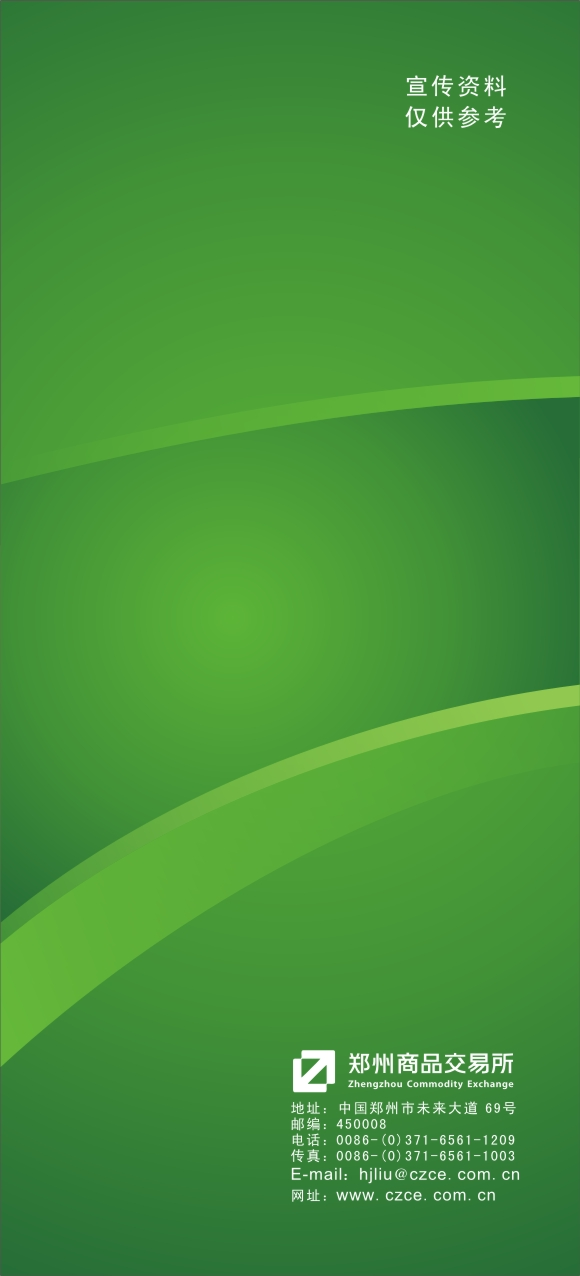 宣传资料
仅供参考
郑州商品交易所
Zhengzhou Commodity Exchange
地址：中国郑州市未来大道 69号
邮编：450008
电话：0086-(0)371-6561-1209
传真：0086-(0)371-6561-1003
E-mail：hjliu@czce.com.cn
网址：www.czce.com.cn